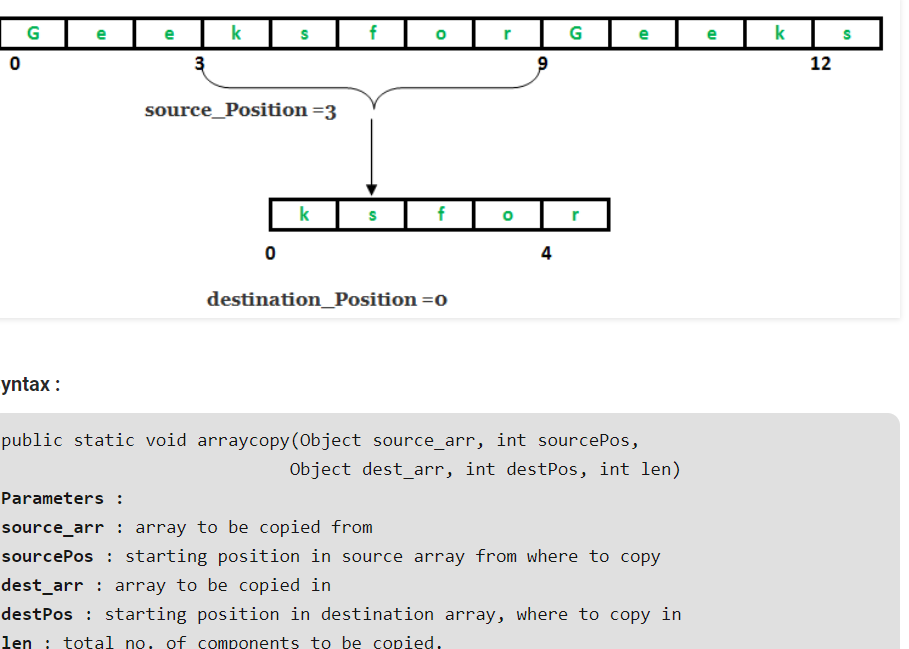 G e e k s f o r G e e k s
0 3 9 12
source_Position =3
k s f o r
0 4
destination_Position =0
yntax :
public static void arraycopy(Object source_arr, int sourcePos,
Object dest_arr, int destPos, int len)
Parameters :
source_arr : array to be copied from
sourcePos : starting position in source array from where to copy
dest_arr : array to be copied in
destPos : starting position in destination array, where to copy in
len : total no. of components to be copied.